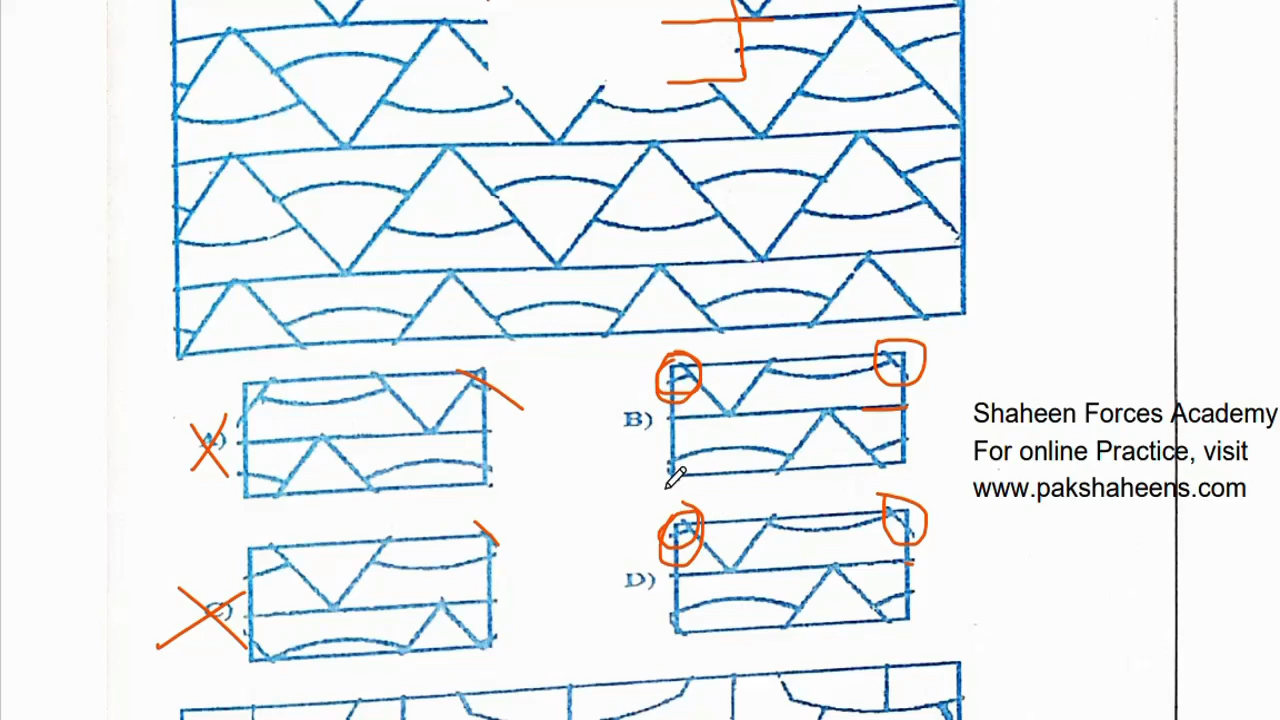 A)
B)
Shaheen Forces Academy
For online Practice, visit
www.pakshaheens.com
C)
D)